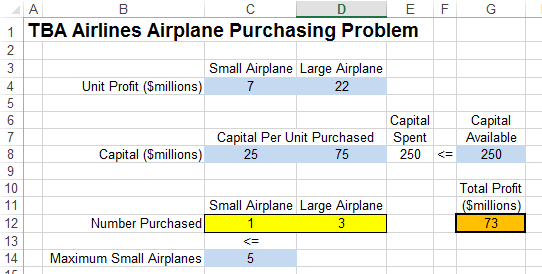 A B C D E F G
1 TBA Airlines Airplane Purchasing Problem
2
3 Small Airplane Large Airplane
4 Unit Profit ($millions) 7 22
5
6 Capital Capital
7 Capital Per Unit Purchased Spent Available
8 Capital ($millions) 25 75 250 <= 250
9
10 Total Profit
11 Small Airplane Large Airplane ($millions)
12 Number Purchased 1 3 73
13 <=
14 Maximum Small Airplanes 5